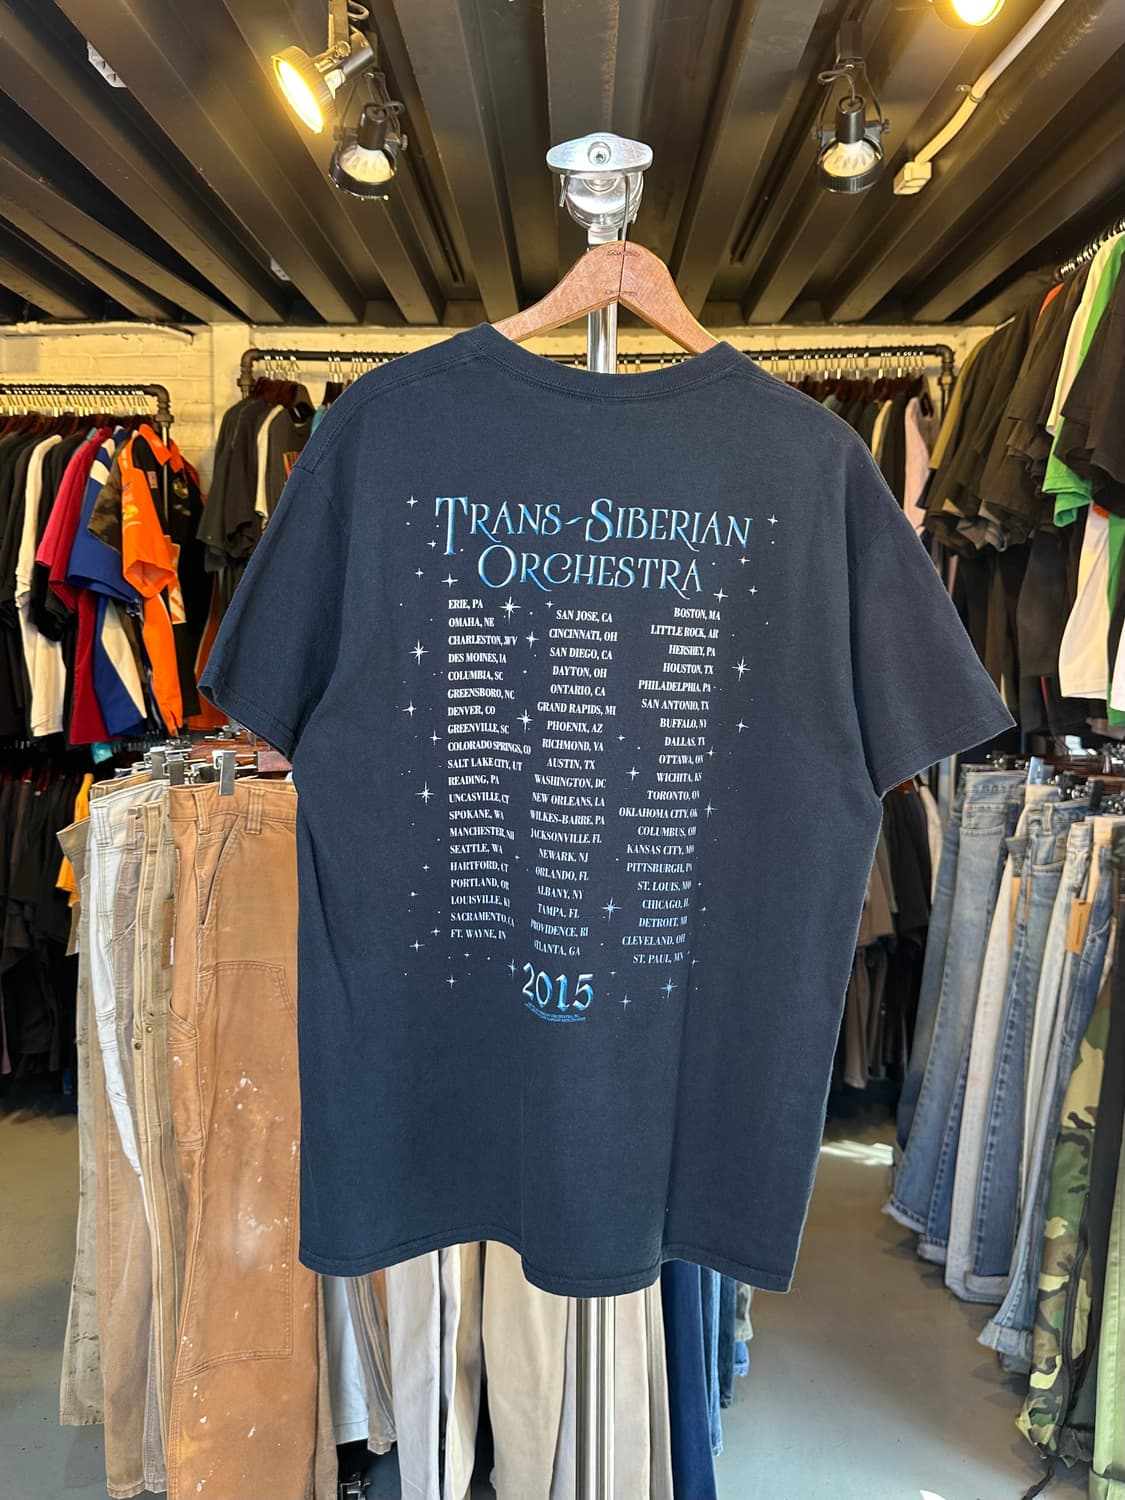 TRANS-SIBERIAN
ORCHESTRA
ERIE, PA
OMAHA, NE
CHARLESTON, WV
DES MOINES, IA
COLUMBIA, SC
GREENSBORO, NC
DENVER, CO
GREENVILLE, SC
COLORADO SPRINGS, CO
SALT LAKE CITY, UT
READING, PA
UNCASVILLE, CT
SPOKANE, WA
MANCHESTER, NH
SEATTLE, WA
HARTFORD, CT
PORTLAND, OR
LOUISVILLE, KY
SACRAMENTO, CA
FT. WAYNE, IN
SAN JOSE, CA
CINCINNATI, OH
SAN DIEGO, CA
DAYTON, OH
ONTARIO, CA
GRAND RAPIDS, MI
PHOENIX, AZ
RICHMOND, VA
AUSTIN, TX
WASHINGTON, DC
NEW ORLEANS, LA
WILKES-BARRE, PA
JACKSONVILLE, FL
NEWARK, NJ
ORLANDO, FL
ALBANY, NY
TAMPA, FL
PROVIDENCE, RI
ATLANTA, GA
BOSTON, MA
LITTLE ROCK, AR
HERSHEY, PA
HOUSTON, TX
PHILADELPHIA, PA
SAN ANTONIO, TX
BUFFALO, NY
DALLAS, TX
OTTAWA, ON
WICHITA, KS
TORONTO, ON
OKLAHOMA CITY, OK
COLUMBUS, OH
KANSAS CITY, MO
PITTSBURGH, PA
ST. LOUIS, MO
CHICAGO, IL
DETROIT, MI
CLEVELAND, OH
ST. PAUL, MN
2015